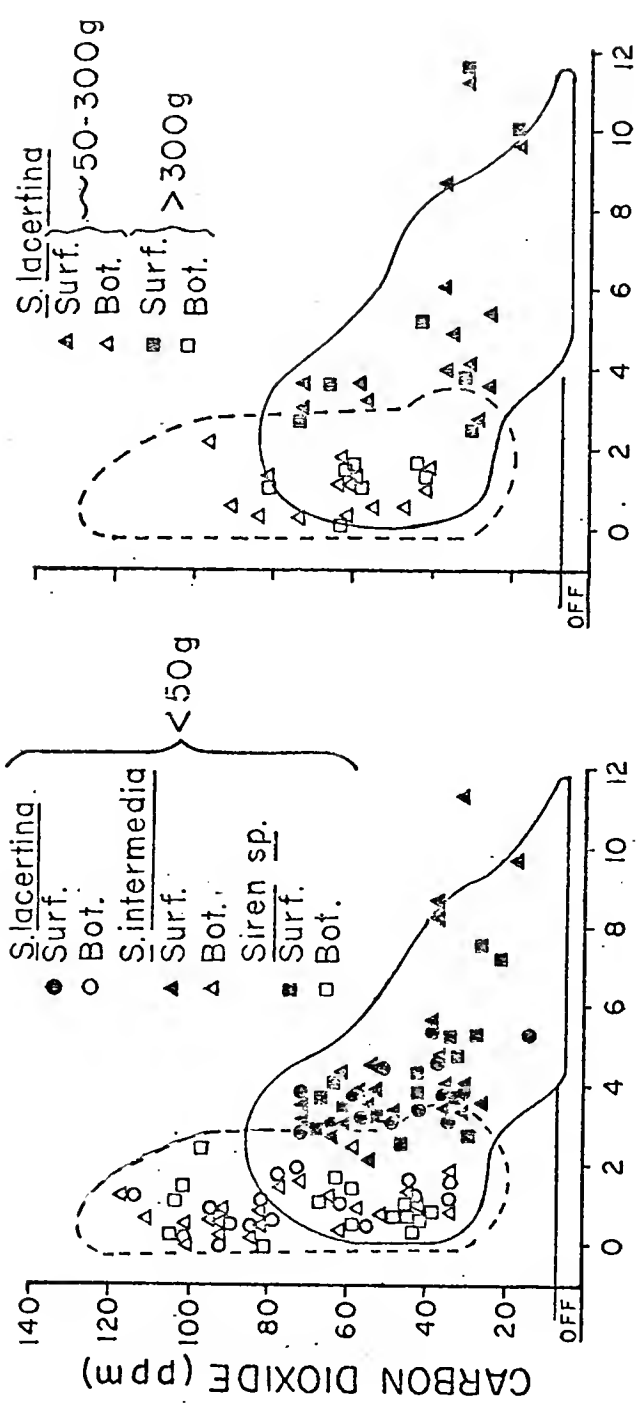 CARBON DIOXIDE (ppm)
140
120
100
80
60
40
20
OFF
0 2 4 6 8 10 12
S. lacertina
Surf.
Bot.
S. intermedia
Surf.
Bot.
Siren sp.
Surf.
Bot.
<50g
OFF
0 2 4 6 8 10 12
S. lacertina
Surf.
Bot.
~50-300g
Surf.
Bot.
>300g